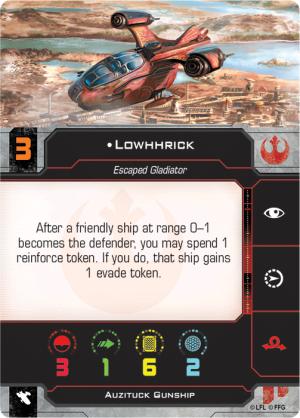 3
•Lowhhrick
Escaped Gladiator
After a friendly ship at range 0–1
becomes the defender, you may spend 1
reinforce token. If you do, that ship gains
1 evade token.
3 1 6 2
Auzituck Gunship
©LFL ©FFG